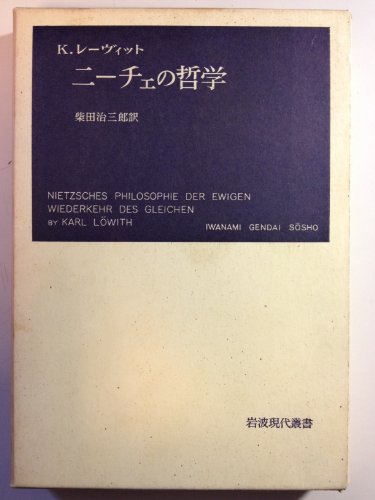 K.レーヴィット
ニーチェの哲学
柴田治三郎訳
NIETZSCHES PHILOSOPHIE DER EWIGEN
WIEDERKEHR DES GLEICHEN
BY KARL LÖWITH
IWANAMI GENDAI SŌSHO
岩波現代叢書